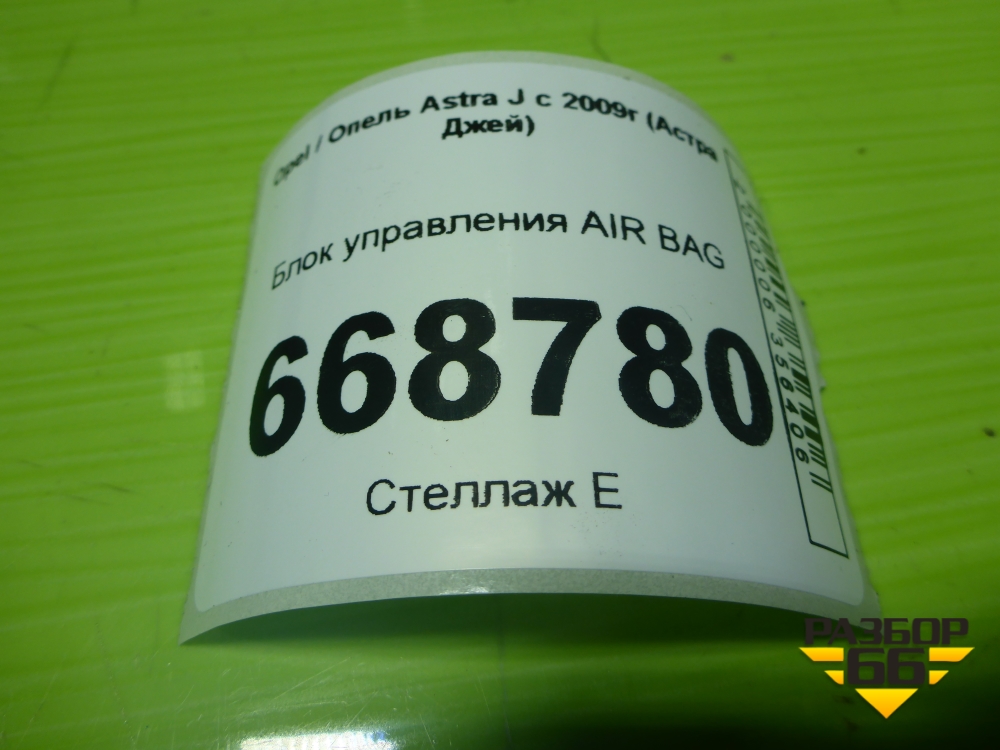 Opel / Опель Astra J с 2009г (Астра
Джей)
Блок управления AIR BAG
668780
Стеллаж Е
РАЗБОР
66